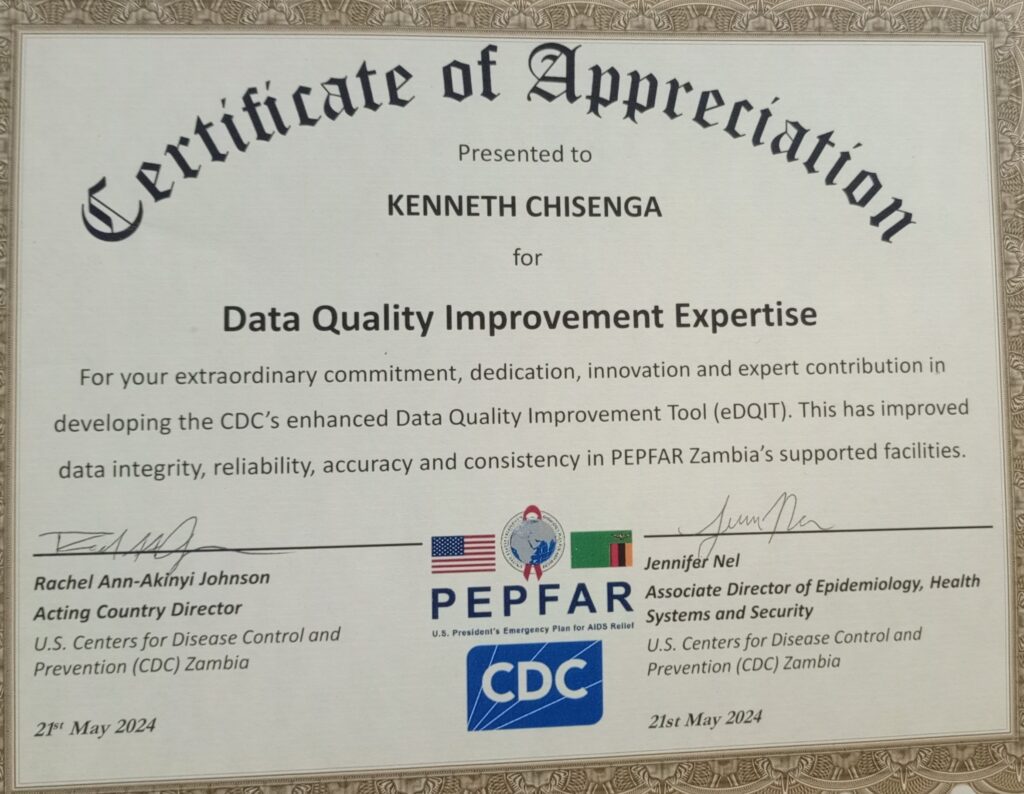 Certificate of Appreciation
Presented to
KENNETH CHISENGA
for
Data Quality Improvement Expertise
For your extraordinary commitment, dedication, innovation and expert contribution in
developing the CDC's enhanced Data Quality Improvement Tool (eDQIT). This has improved
data integrity, reliability, accuracy and consistency in PEPFAR Zambia's supported facilities.
Rachel Ann-Akinyi Johnson
Acting Country Director
U.S. Centers for Disease Control and
Prevention (CDC) Zambia
21st May 2024
PEPFAR
U.S. President's Emergency Plan for AIDS Relief
CDC
Jennifer Nel
Associate Director of Epidemiology, Health
Systems and Security
U.S. Centers for Disease Control and
Prevention (CDC) Zambia
21st May 2024